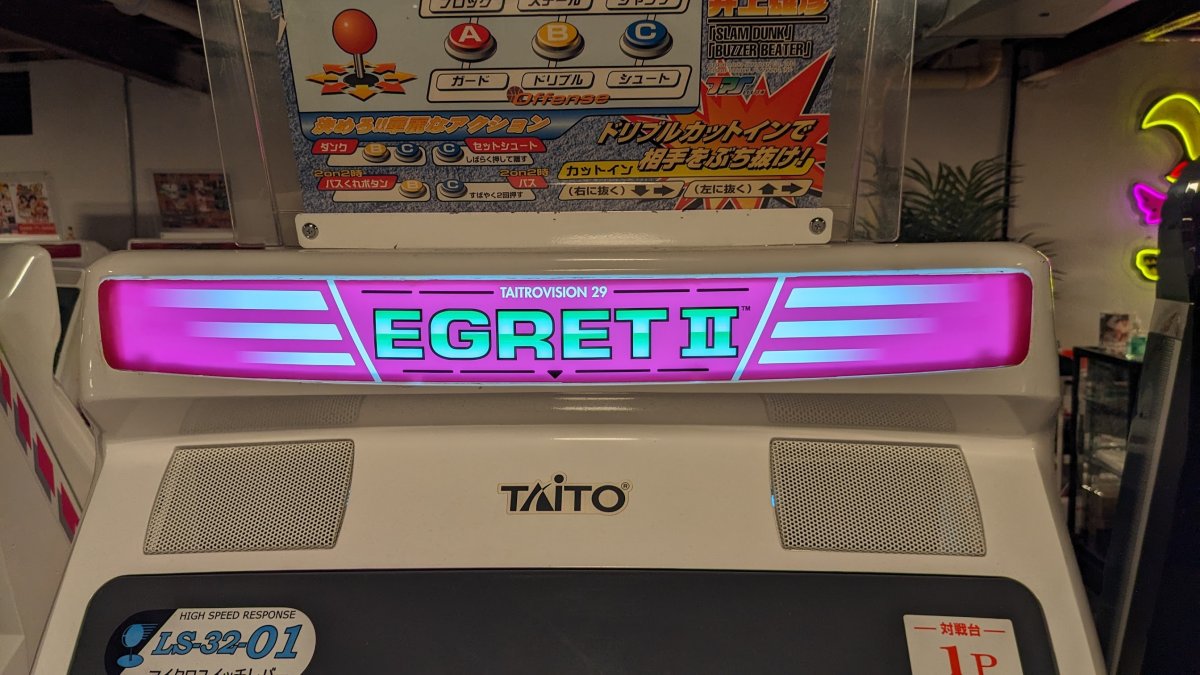 ブロック スチール ジャンプ
A B C
ガード ドリブル シュート
Offense
「SLAM DUNK」
「BUZZER BEATER」
決めろ!!華麗なアクション
ダンク B C C セットシュート
しばらく押して離す
2on2時 2on2時
パスくれボタン B C パス
すばやく2回押す
ドリブルカットインで
相手をぶち抜け!
カットイン
(右に抜く) (左に抜く)
TAITROVISION 29
EGRET II™
TAITO®
HIGH SPEED RESPONSE
LS-32-01
マイクロスイッチレバー
対戦台
1P